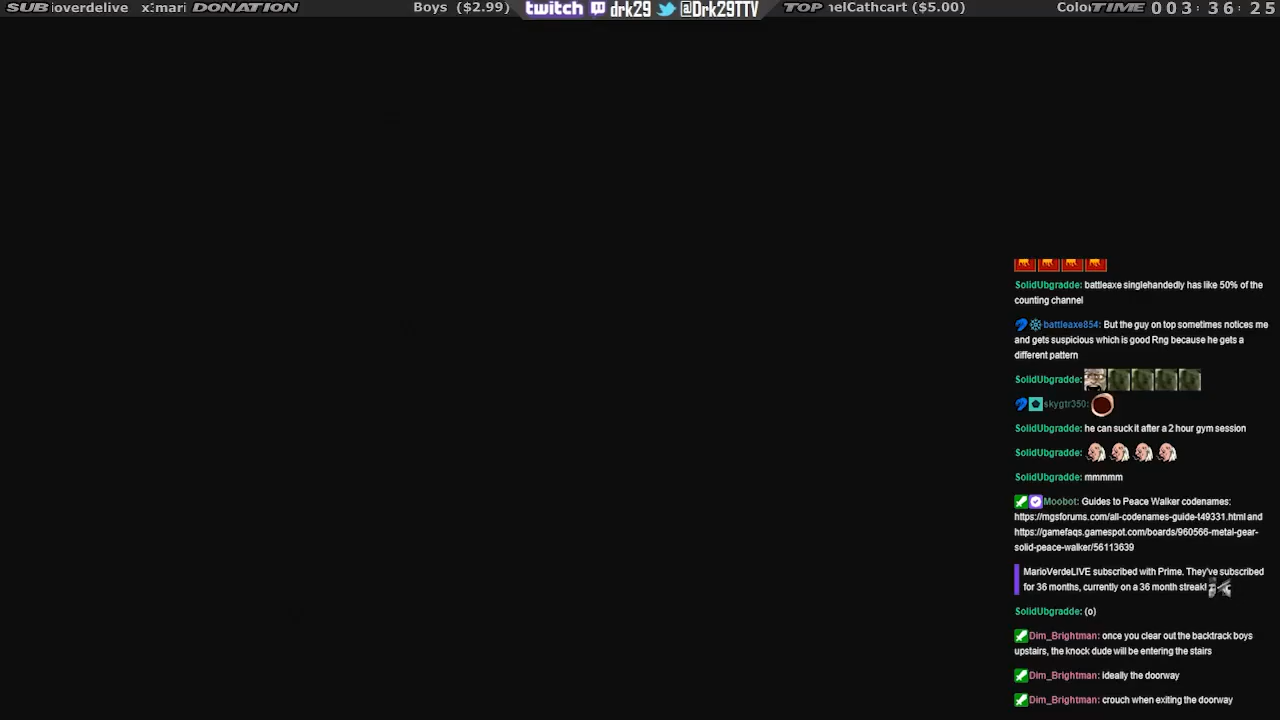 SUB ioverdelive x3mari DONATION Boys ($2.99) twitch drk29 @Drk29TTV TOP nelCathcart ($5.00) Color TIME 003:36:25
SolidUbgradde: battleaxe singlehandedly has like 50% of the
counting channel
battleaxe854: But the guy on top sometimes notices me
and gets suspicious which is good Rng because he gets a
different pattern
SolidUbgradde:
skygtr350:
SolidUbgradde: he can suck it after a 2 hour gym session
SolidUbgradde:
SolidUbgradde: mmmmm
Moobot: Guides to Peace Walker codenames:
https://mgsforums.com/all-codenames-guide-t49331.html and
https://gamefaqs.gamespot.com/boards/960566-metal-gear-
solid-peace-walker/56113639
MarioVerdeLIVE subscribed with Prime. They've subscribed
for 36 months, currently on a 36 month streak!
SolidUbgradde: (o)
Dim_Brightman: once you clear out the backtrack boys
upstairs, the knock dude will be entering the stairs
Dim_Brightman: ideally the doorway
Dim_Brightman: crouch when exiting the doorway